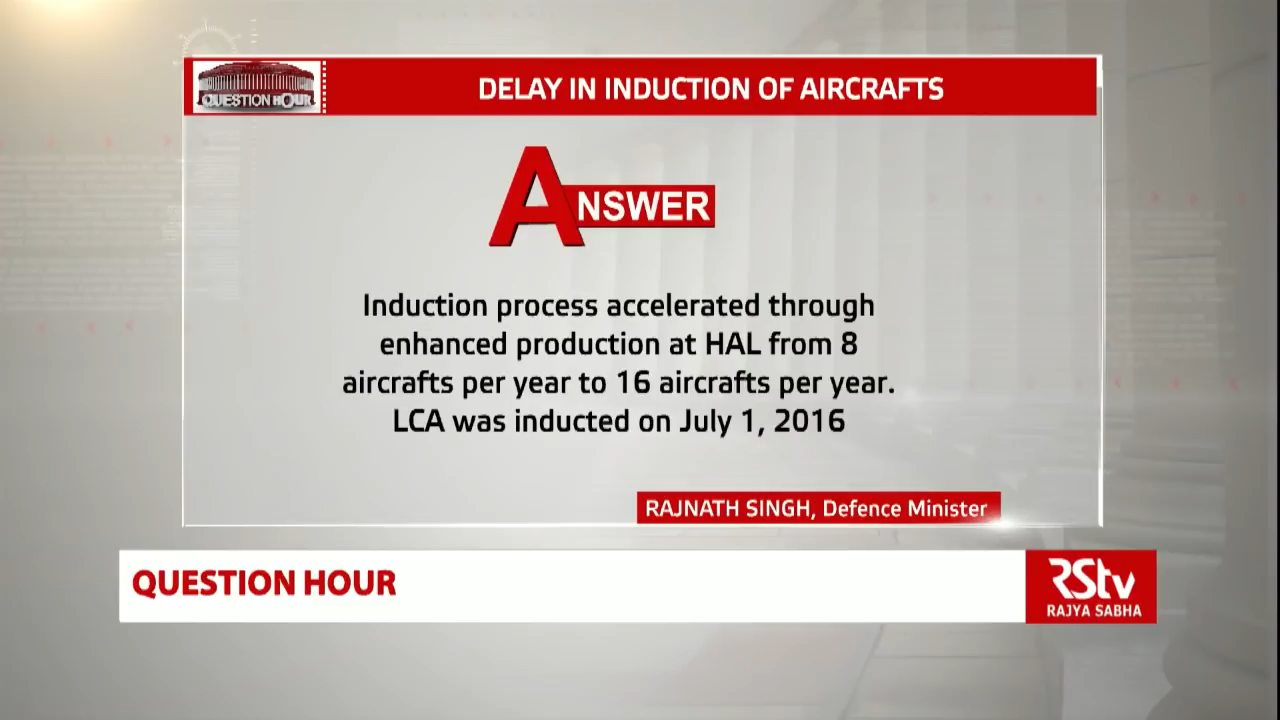 QUESTION HOUR
DELAY IN INDUCTION OF AIRCRAFTS
ANSWER
Induction process accelerated through
enhanced production at HAL from 8
aircrafts per year to 16 aircrafts per year.
LCA was inducted on July 1, 2016
RAJNATH SINGH, Defence Minister
QUESTION HOUR
RStv
RAJYA SABHA